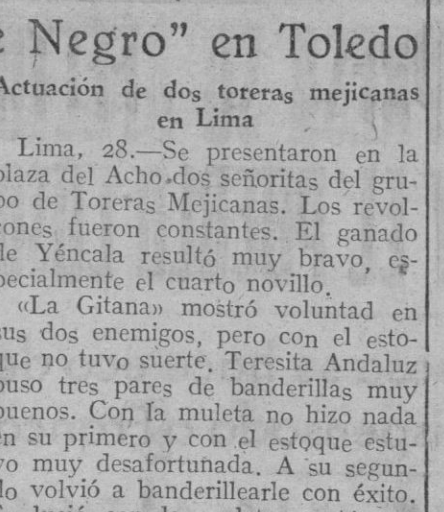 Negro” en Toledo
Actuación de dos toreras mejicanas
en Lima
Lima, 28.—Se presentaron en la
plaza del Acho dos señoritas del gru-
po de Toreras Mejicanas. Los revol-
cones fueron constantes. El ganado
de Yéncala resultó muy bravo, es-
pecialmente el cuarto novillo.
«La Gitana» mostró voluntad en
sus dos enemigos, pero con el esto-
que no tuvo suerte. Teresita Andaluz
puso tres pares de banderillas muy
buenos. Con la muleta no hizo nada
en su primero y con el estoque estu-
vo muy desafortunada. A su segun-
do volvió a banderillearle con éxito.